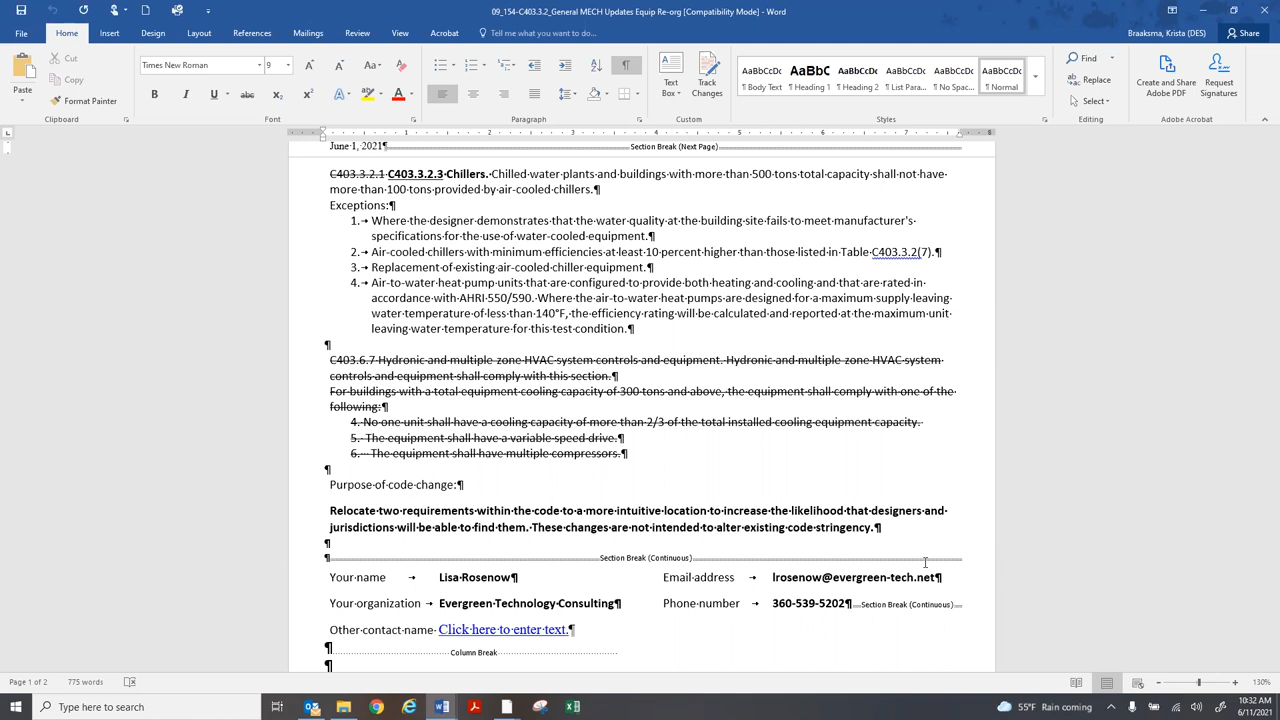 09_154-C403.3.2_General Re-org [Compatibility Mode] - Word
Braaksma, Krista (DES)
File Home Insert Design Layout References Mailings Review View Acrobat Tell me what you want to do... Share
Cut
Copy
Format Painter
Paste
Clipboard
Times New Roman 9
Font
Paragraph
Text Box
Track Changes
Custom
AaBbCcDc AaBbC AaBbCcDc AaBbCcDc AaBbCcDc AaBbCcDc
¶ Body Text ¶ Heading 1 ¶ Heading 2 ¶ List Para... ¶ No Spac... ¶ Normal
Styles
Find
Replace
Select
Editing
Create and Share Adobe PDF
Request Signatures
Adobe Acrobat
1 2 3 4 5 6 7 8
June·1,·2021¶ Section Break (Next Page)
C403.3.2.1·C403.3.2.3·Chillers.·Chilled·water·plants·and·buildings·with·more·than·500·tons·total·capacity·shall·not·have·
more·than·100·tons·provided·by·air-cooled·chillers.¶
Exceptions:¶
1.→Where·the·designer·demonstrates·that·the·water·quality·at·the·building·site·fails·to·meet·manufacturer's·
specifications·for·the·use·of·water-cooled·equipment.¶
2.→Air-cooled·chillers·with·minimum·efficiencies·at·least·10·percent·higher·than·those·listed·in·Table·C403.3.2(7).¶
3.→Replacement·of·existing·air-cooled·chiller·equipment.¶
4.→Air-to-water·heat·pump·units·that·are·configured·to·provide·both·heating·and·cooling·and·that·are·rated·in·
accordance·with·AHRI·550/590.·Where·the·air-to-water·heat·pumps·are·designed·for·a·maximum·supply·leaving·
water·temperature·of·less·than·140°F,·the·efficiency·rating·will·be·calculated·and·reported·at·the·maximum·unit·
leaving·water·temperature·for·this·test·condition.¶
¶
C403.6.7·Hydronic·and·multiple-zone·HVAC·system·controls·and·equipment.·Hydronic·and·multiple-zone·HVAC·system·
controls·and·equipment·shall·comply·with·this·section.¶
For·buildings·with·a·total·equipment·cooling·capacity·of·300·tons·and·above,·the·equipment·shall·comply·with·one·of·the·
following:¶
4.·No·one·unit·shall·have·a·cooling·capacity·of·more·than·2/3·of·the·total·installed·cooling·equipment·capacity.·
5.··The·equipment·shall·have·a·variable·speed·drive.¶
6.···The·equipment·shall·have·multiple·compressors.¶
¶
Purpose·of·code·change:¶
Relocate·two·requirements·within·the·code·to·a·more·intuitive·location·to·increase·the·likelihood·that·designers·and·
jurisdictions·will·be·able·to·find·them.·These·changes·are·not·intended·to·alter·existing·code·stringency.¶
¶
¶ Section Break (Continuous)
Your·name → Lisa·Rosenow¶ Email·address → lrosenow@evergreen-tech.net¶
Your·organization → Evergreen·Technology·Consulting¶ Phone·number → 360-539-5202¶ Section Break (Continuous)
Other·contact·name·Click·here·to·enter·text.¶
¶ Column Break
¶
Page 1 of 2 775 words 130%
Type here to search
55°F Raining now
10:32 AM
6/11/2021